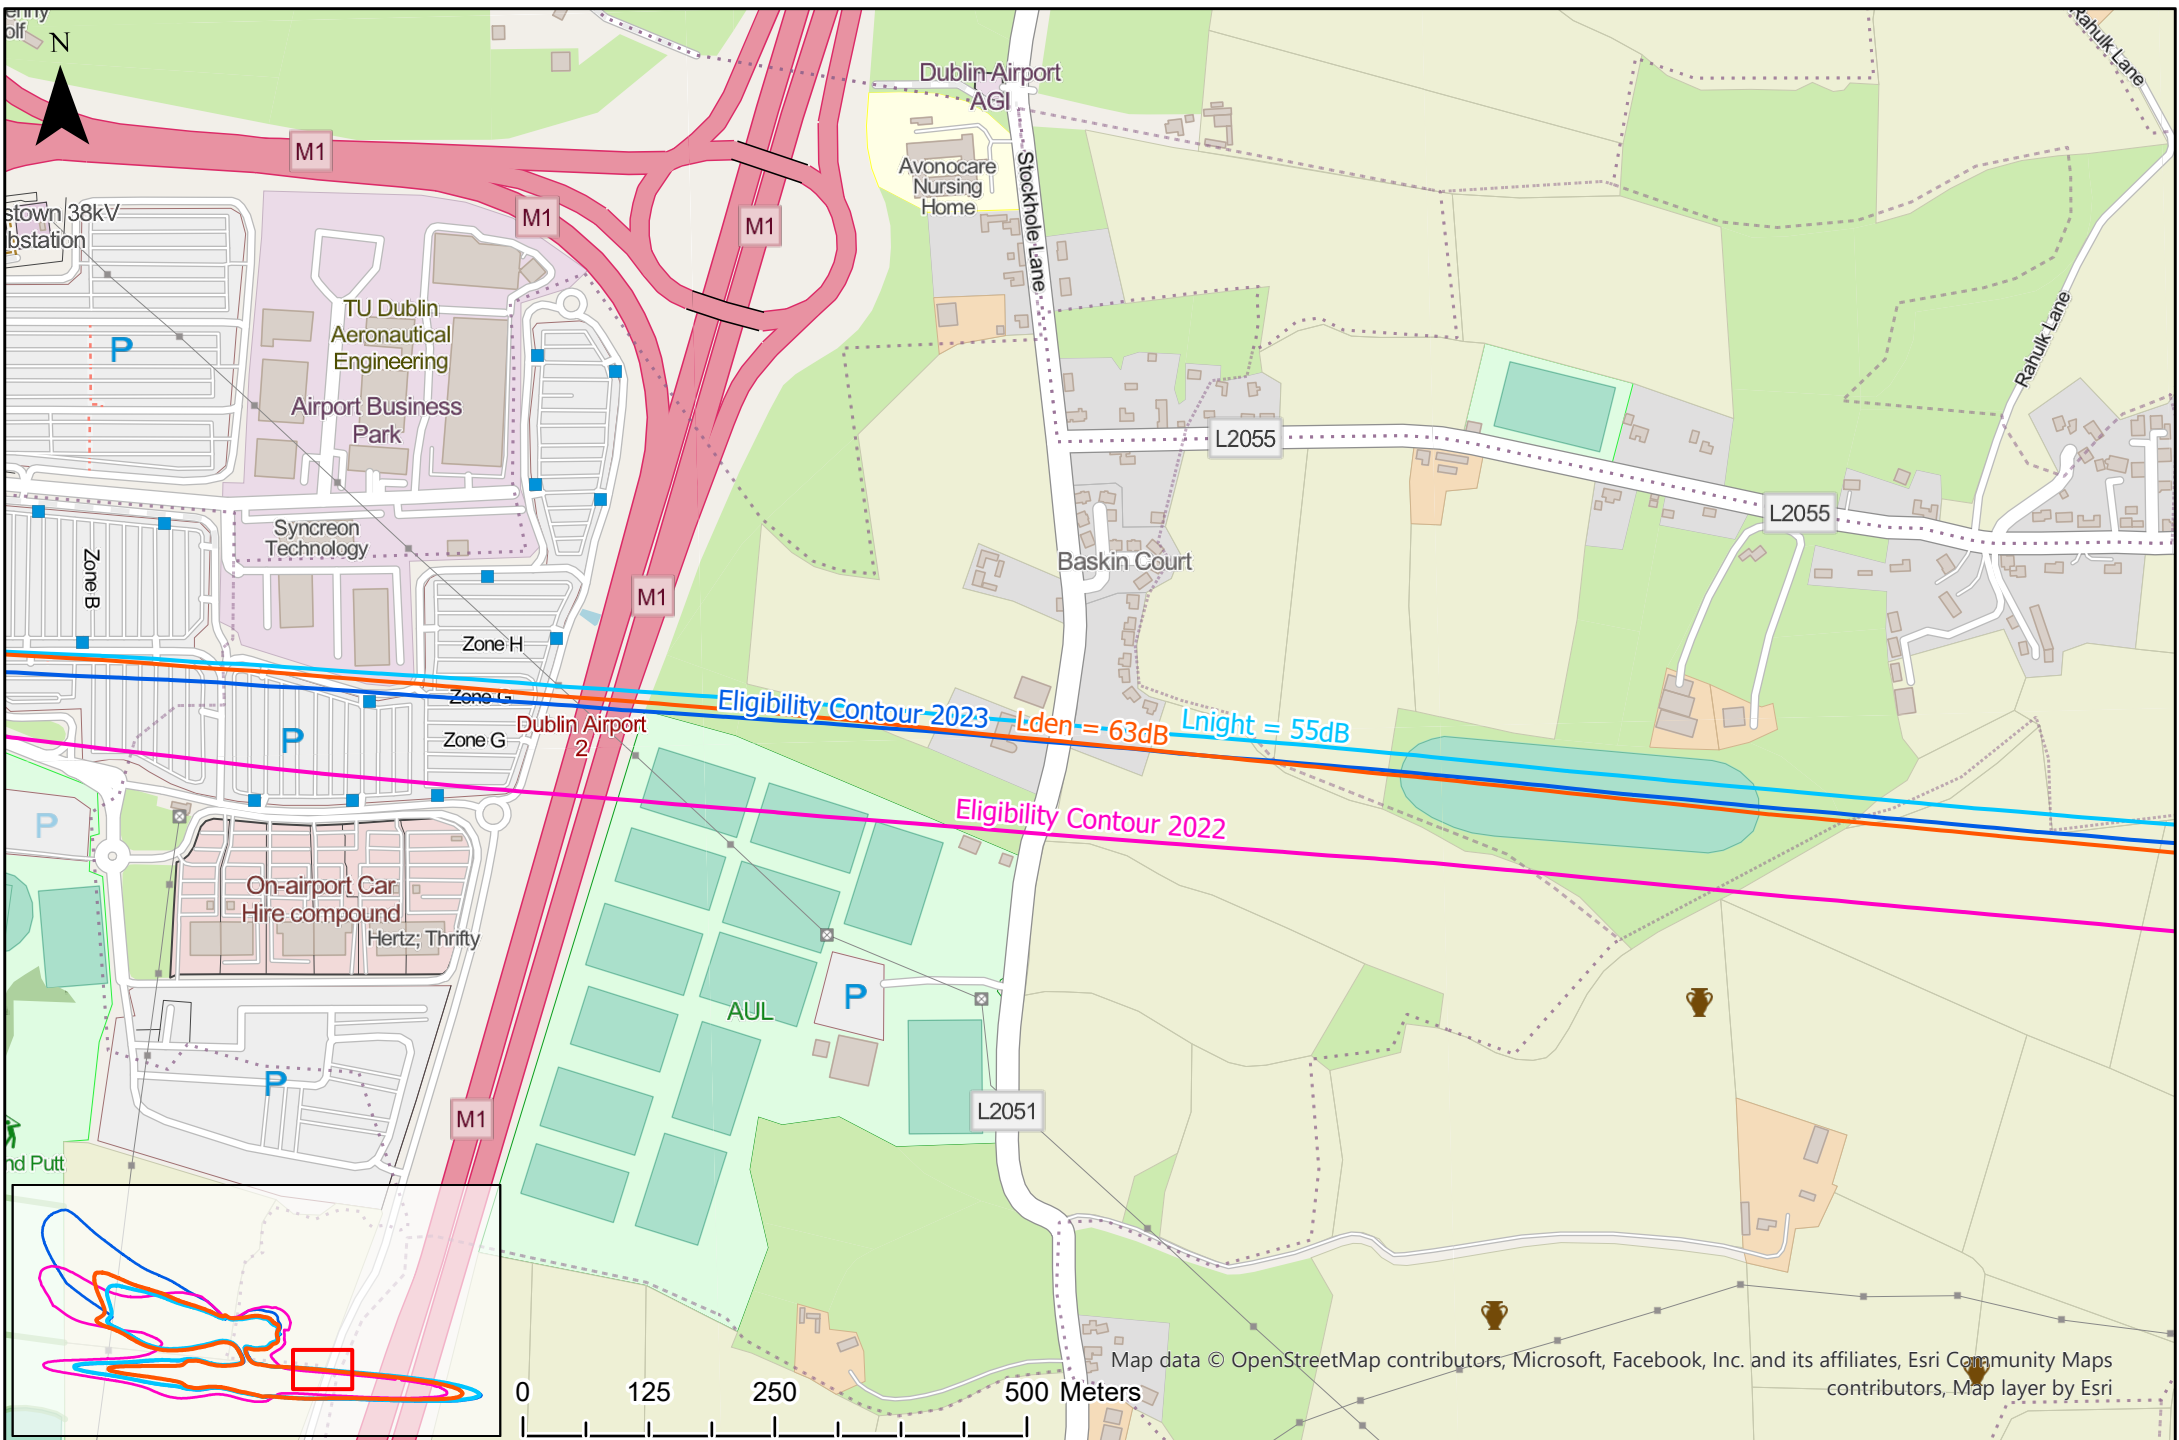 enny
olf
N
Rahulk Lane
Dublin Airport
AGI
M1
Avonocare
Nursing
Home
Stockhole Lane
M1
M1
stown 38kV
bstation
TU Dublin
Aeronautical
Engineering
P
Rahulk Lane
Airport Business
Park
L2055
L2055
Syncreon
Technology
Zone B
Baskin Court
M1
Zone H
Zone G
Eligibility Contour 2023
Lden = 63dB
Lnight = 55dB
Dublin Airport
2
P
Zone G
Eligibility Contour 2022
P
On-airport Car
Hire compound
Hertz; Thrifty
P
AUL
P
M1
L2051
nd Putt
Map data © OpenStreetMap contributors, Microsoft, Facebook, Inc. and its affiliates, Esri Community Maps
contributors, Map layer by Esri
0 125 250 500 Meters